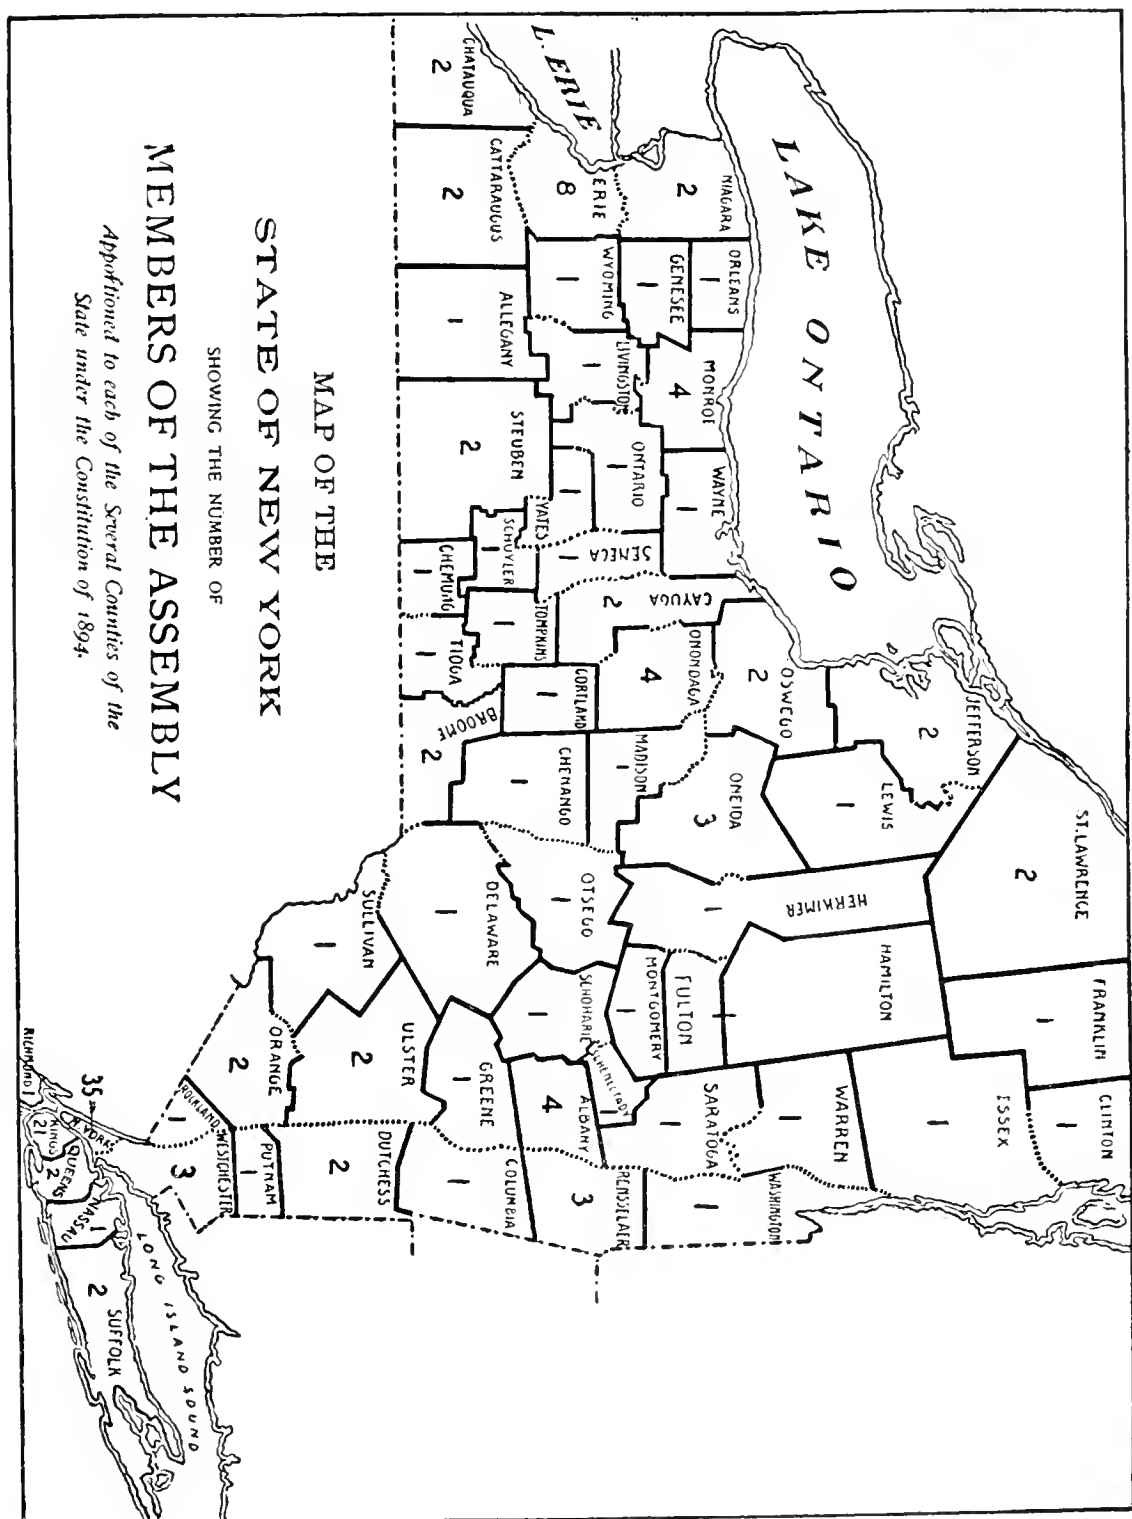 MAP OF THE
STATE OF NEW YORK
SHOWING THE NUMBER OF
MEMBERS OF THE ASSEMBLY
Appoftioned to each of the Several Counties of the
State under the Constitution of 1894.
LAKE ONTARIO
L. ERIE
LONG ISLAND SOUND
ST. LAWRENCE
2
FRANKLIN
1
CLINTON
1
JEFFERSON
2
LEWIS
1
HERKIMER
1
HAMILTON
ISSEX
1
WARREN
1
WASHINGTON
1
NIAGARA
2
ORLEANS
1
GENESEE
1
MONROE
4
WAYNE
1
CAYUGA
2
OSWEGO
2
ONONDAGA
4
ONEIDA
3
MADISON
1
FULTON
1
MONTGOMERY
1
SARATOGA
1
SCHENECTADY
1
ERIE
8
WYOMING
1
LIVINGSTON
1
ONTARIO
1
YATES
1
SENECA
1
CORTLAND
1
CHENANGO
1
OTSEGO
1
SCHOHARIE
1
ALBANY
4
RENSSELAER
3
CHATAUQUA
2
CATTARAUGUS
2
ALLEGANY
1
STEUBEN
2
SCHUYLER
1
CHEMUNG
1
TOMPKINS
1
TIOGA
1
BROOME
2
DELAWARE
1
GREENE
1
COLUMBIA
1
SULLIVAN
1
ULSTER
2
DUTCHESS
2
ORANGE
2
PUTNAM
1
ROCKLAND
1
WESTCHESTER
3
35
N. YORK
RICHMOND 1
KINGS
21
QUEENS
2
NASSAU
1
SUFFOLK
2